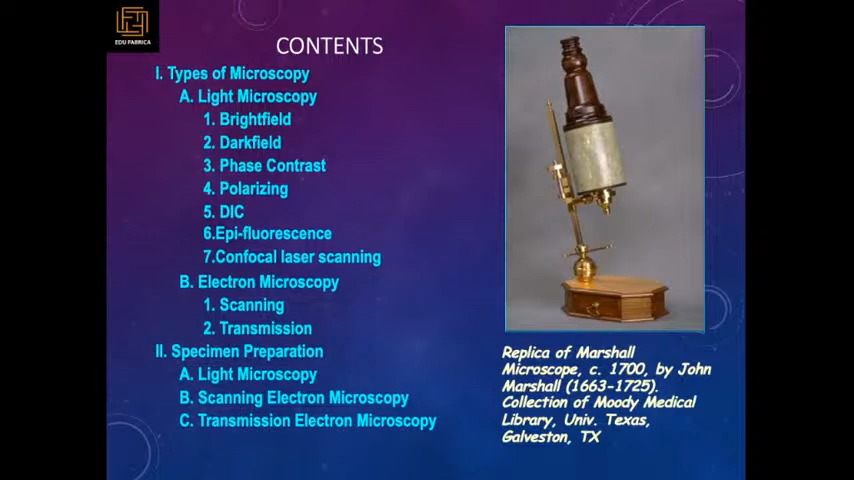 EDU FABRICA
CONTENTS
I. Types of Microscopy
A. Light Microscopy
1. Brightfield
2. Darkfield
3. Phase Contrast
4. Polarizing
5. DIC
6.Epi-fluorescence
7.Confocal laser scanning
B. Electron Microscopy
1. Scanning
2. Transmission
II. Specimen Preparation
A. Light Microscopy
B. Scanning Electron Microscopy
C. Transmission Electron Microscopy
Replica of Marshall
Microscope, c. 1700, by John
Marshall (1663-1725).
Collection of Moody Medical
Library, Univ. Texas,
Galveston, TX